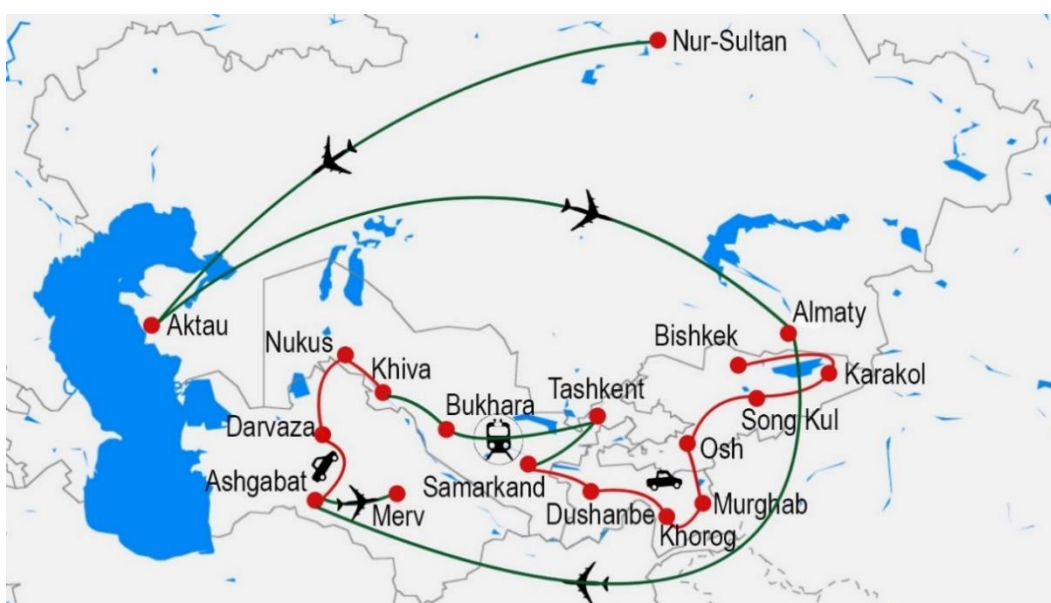 Nur-Sultan
Almaty
Aktau
Bishkek
Nukus
Khiva
Karakol
Tashkent
Bukhara
Song Kul
Darvaza
Osh
Samarkand
Ashgabat
Merv
Dushanbe
Murghab
Khorog